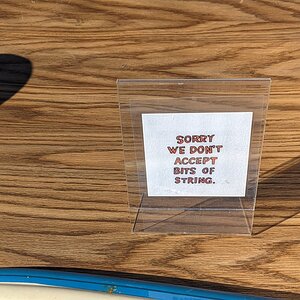 SORRY
WE DON'T
ACCEPT
BITS OF
STRING.